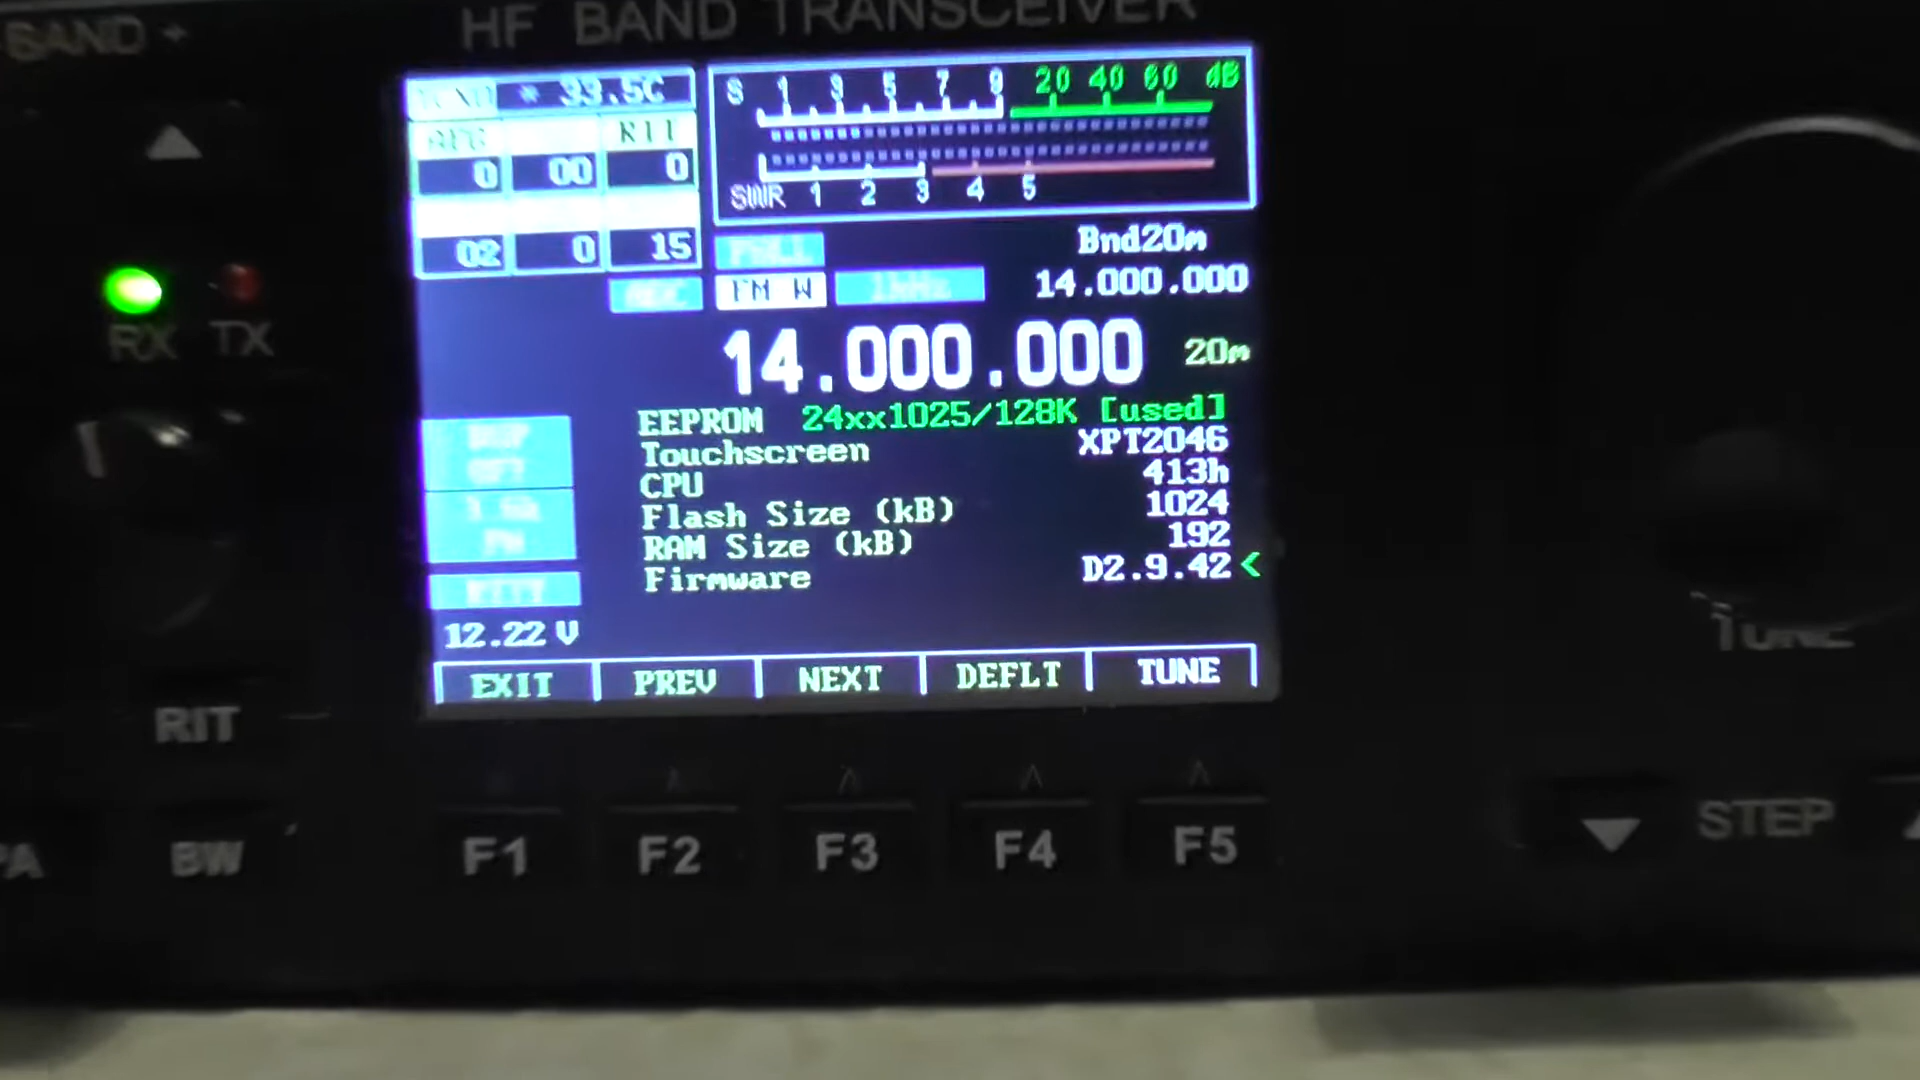 BAND +
HF BAND TRANSCEIVER
* 33.5C
S 1 3 5 7 9 20 40 60 dB
RIT
0 00 0
SWR 1 2 3 4 5
02 0 15
Bnd20m
FM W 1kHz 14.000.000
14.000.000 20m
RX TX
EEPROM 24xx1025/128K [used]
Touchscreen XPT2046
CPU 413h
Flash Size (kB) 1024
RAM Size (kB) 192
Firmware D2.9.42 <
12.22 V
EXIT PREV NEXT DEFLT TUNE
TUNE
RIT
STEP
PA BW F1 F2 F3 F4 F5